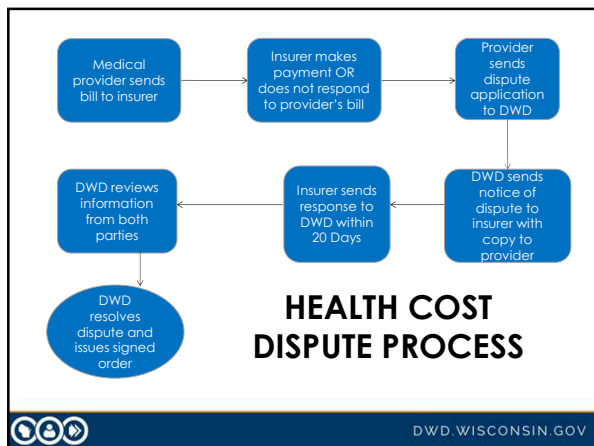 Medical
provider sends
bill to insurer
Insurer makes
payment OR
does not respond
to provider's bill
Provider
sends
dispute
application
to DWD
DWD sends
notice of
dispute to
insurer with
copy to
provider
Insurer sends
response to
DWD within
20 Days
DWD reviews
information
from both
parties
DWD
resolves
dispute and
issues signed
order
HEALTH COST
DISPUTE PROCESS
DWD.WISCONSIN.GOV